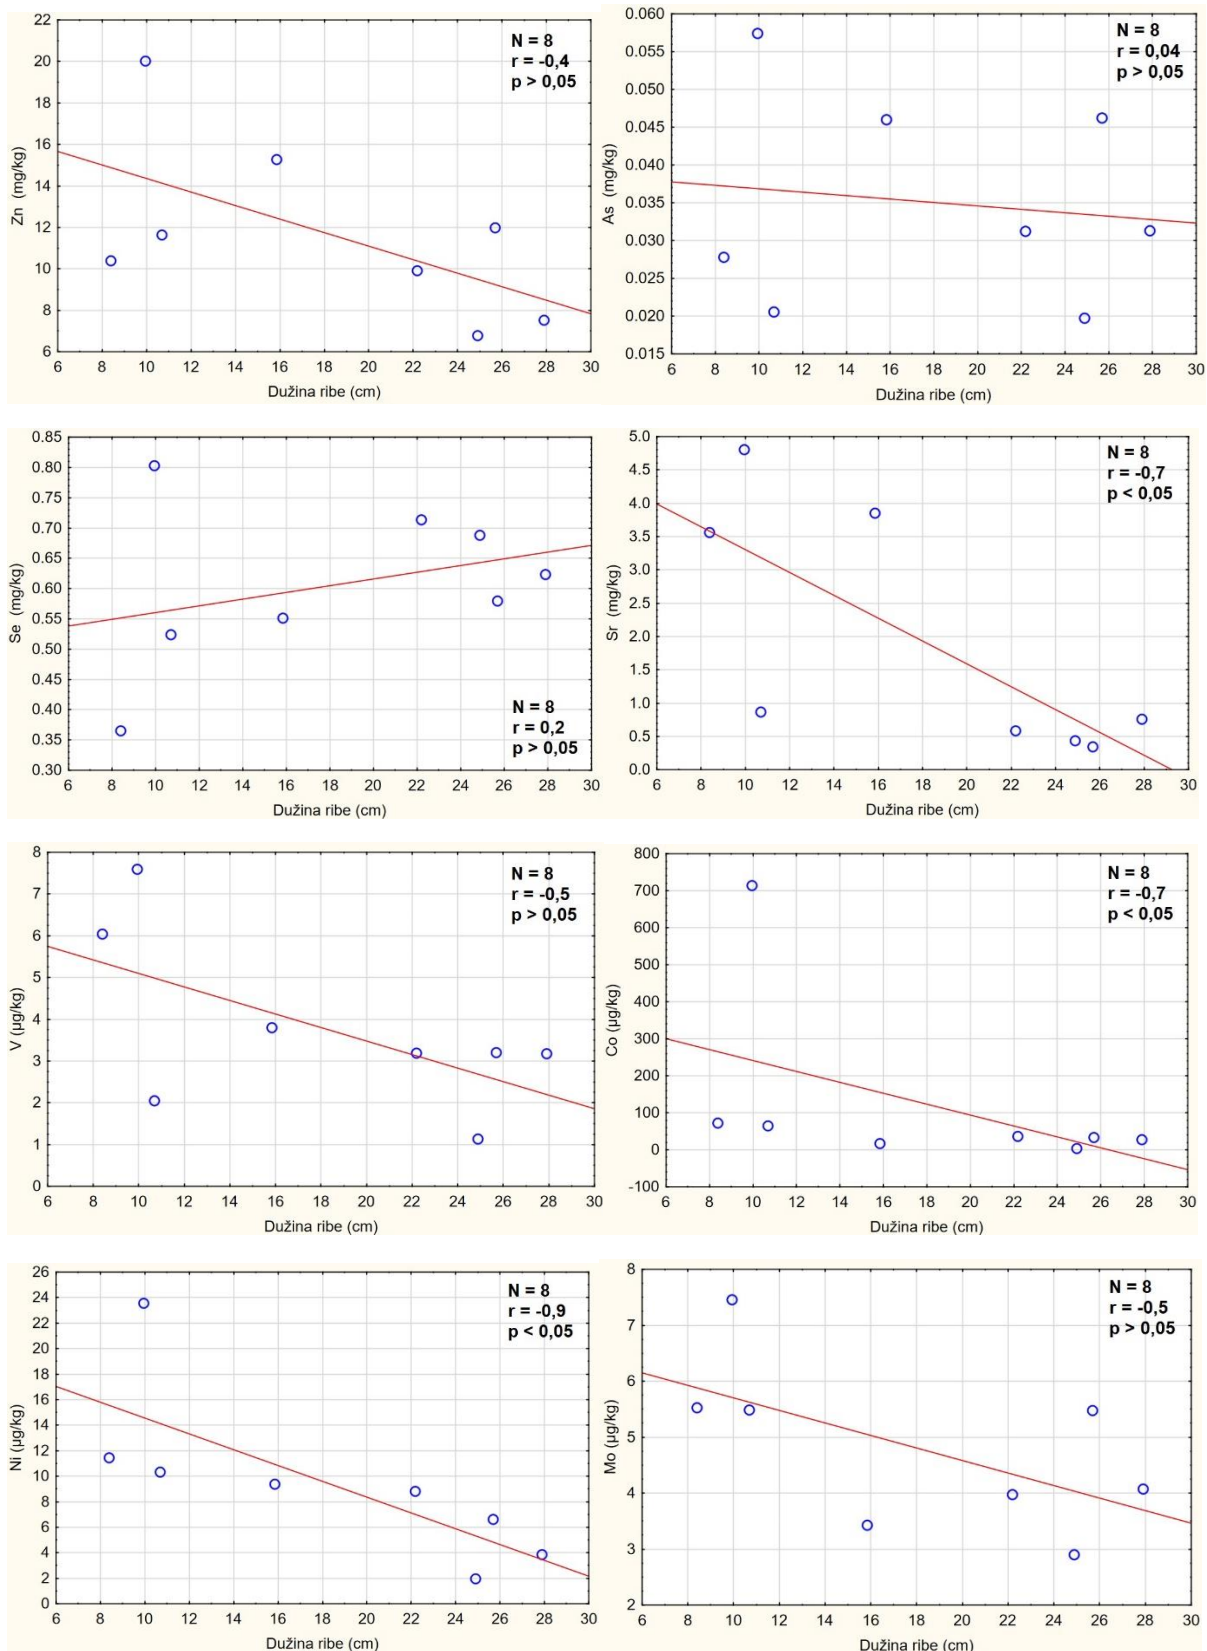 22
20
18
16
14
12
10
8
6
Zn (mg/kg)
N = 8
r = -0,4
p > 0,05
6 8 10 12 14 16 18 20 22 24 26 28 30
Dužina ribe (cm)
0.060
0.055
0.050
0.045
0.040
0.035
0.030
0.025
0.020
0.015
As (mg/kg)
N = 8
r = 0,04
p > 0,05
6 8 10 12 14 16 18 20 22 24 26 28 30
Dužina ribe (cm)
0.85
0.80
0.75
0.70
0.65
0.60
0.55
0.50
0.45
0.40
0.35
0.30
Se (mg/kg)
N = 8
r = 0,2
p > 0,05
6 8 10 12 14 16 18 20 22 24 26 28 30
Dužina ribe (cm)
5.0
4.5
4.0
3.5
3.0
2.5
2.0
1.5
1.0
0.5
0.0
Sr (mg/kg)
N = 8
r = -0,7
p < 0,05
6 8 10 12 14 16 18 20 22 24 26 28 30
Dužina ribe (cm)
8
7
6
5
4
3
2
1
0
V (µg/kg)
N = 8
r = -0,5
p > 0,05
6 8 10 12 14 16 18 20 22 24 26 28 30
Dužina ribe (cm)
800
700
600
500
400
300
200
100
0
-100
Co (µg/kg)
N = 8
r = -0,7
p < 0,05
6 8 10 12 14 16 18 20 22 24 26 28 30
Dužina ribe (cm)
26
24
22
20
18
16
14
12
10
8
6
4
2
0
Ni (µg/kg)
N = 8
r = -0,9
p < 0,05
6 8 10 12 14 16 18 20 22 24 26 28 30
Dužina ribe (cm)
8
7
6
5
4
3
2
Mo (µg/kg)
N = 8
r = -0,5
p > 0,05
6 8 10 12 14 16 18 20 22 24 26 28 30
Dužina ribe (cm)